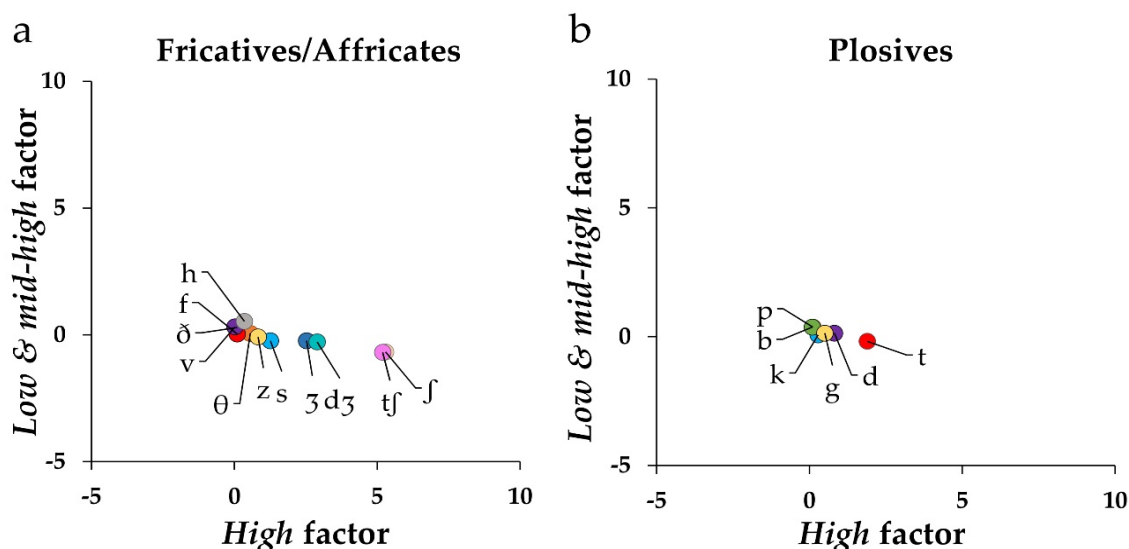 a
Fricatives/Affricates
Low & mid-high factor
10
5
0
-5
h
f
ð
v
θ
z
s
ʒ
dʒ
tʃ
ʃ
-5
0
5
10
High factor
b
Plosives
Low & mid-high factor
10
5
0
-5
p
b
k
g
d
t
-5
0
5
10
High factor